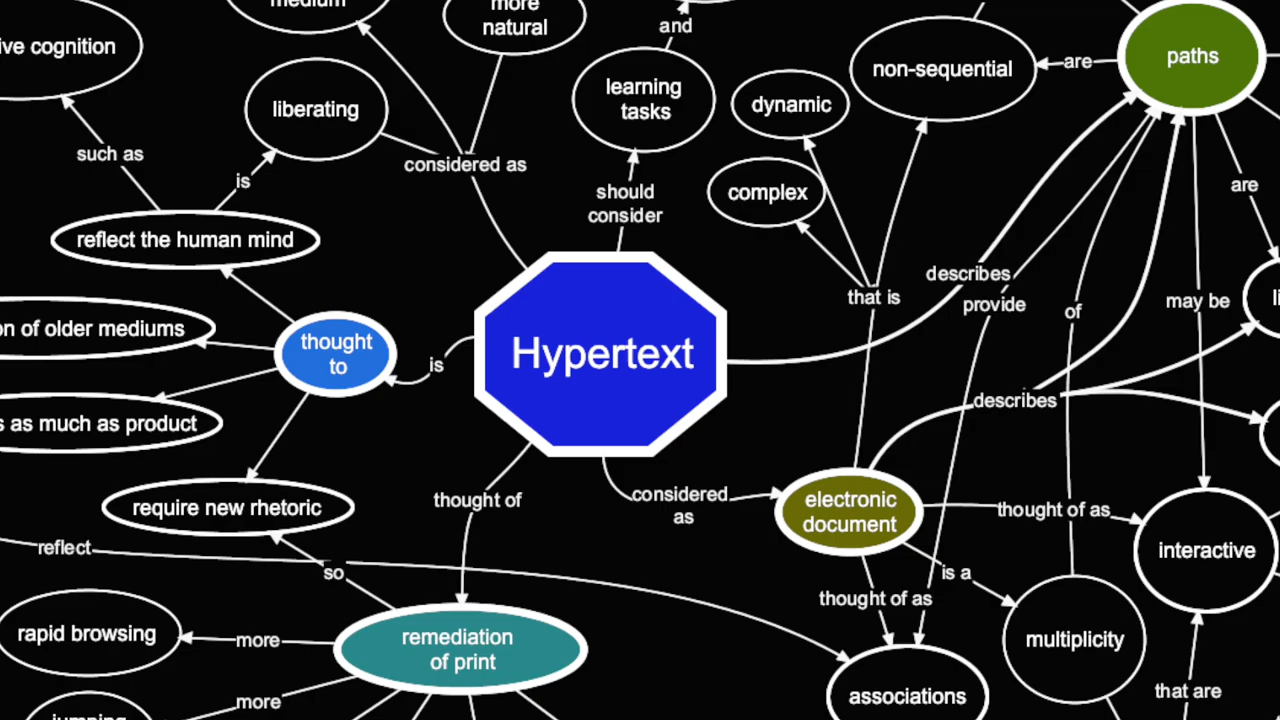 medium
more
natural
and
ive cognition
liberating
learning
tasks
dynamic
non-sequential
are
paths
such as
considered as
is
should
consider
complex
are
reflect the human mind
describes
provide
that is
of
may be
li
on of older mediums
thought
to
is
Hypertext
describes
s as much as product
thought of
considered
as
electronic
document
thought of as
require new rhetoric
reflect
so
is a
interactive
thought of as
rapid browsing
more
remediation
of print
multiplicity
more
associations
that are
jumping